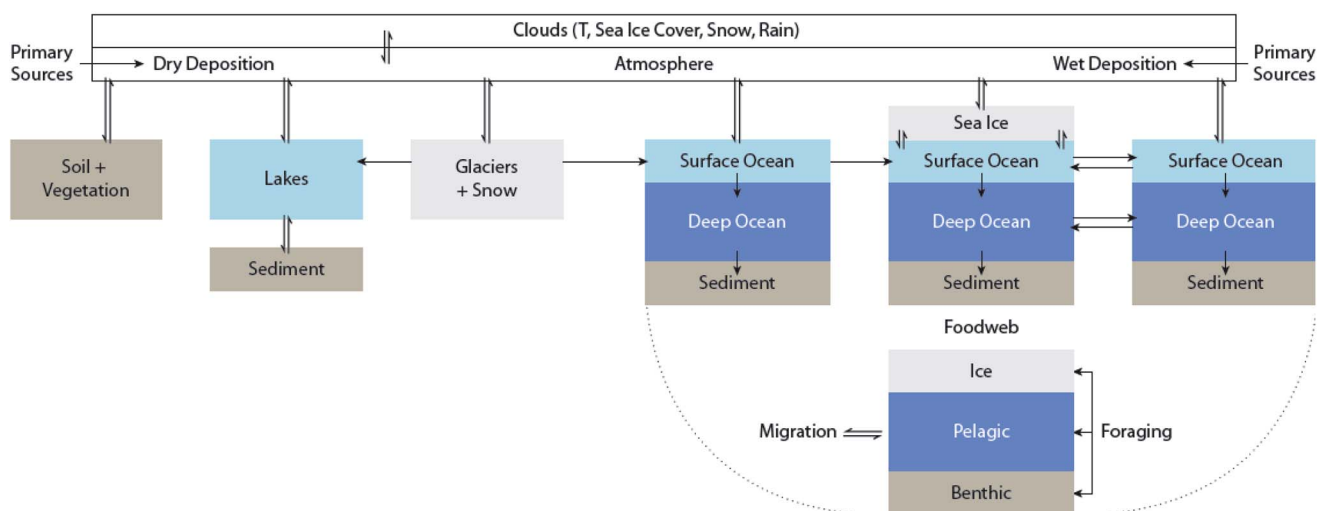 Clouds (T, Sea Ice Cover, Snow, Rain)
Primary
Sources
Dry Deposition
Atmosphere
Wet Deposition
Primary
Sources
Sea Ice
Soil +
Vegetation
Lakes
Glaciers
+ Snow
Surface Ocean
Surface Ocean
Surface Ocean
Deep Ocean
Deep Ocean
Deep Ocean
Sediment
Sediment
Sediment
Sediment
Foodweb
Ice
Migration
Pelagic
Foraging
Benthic